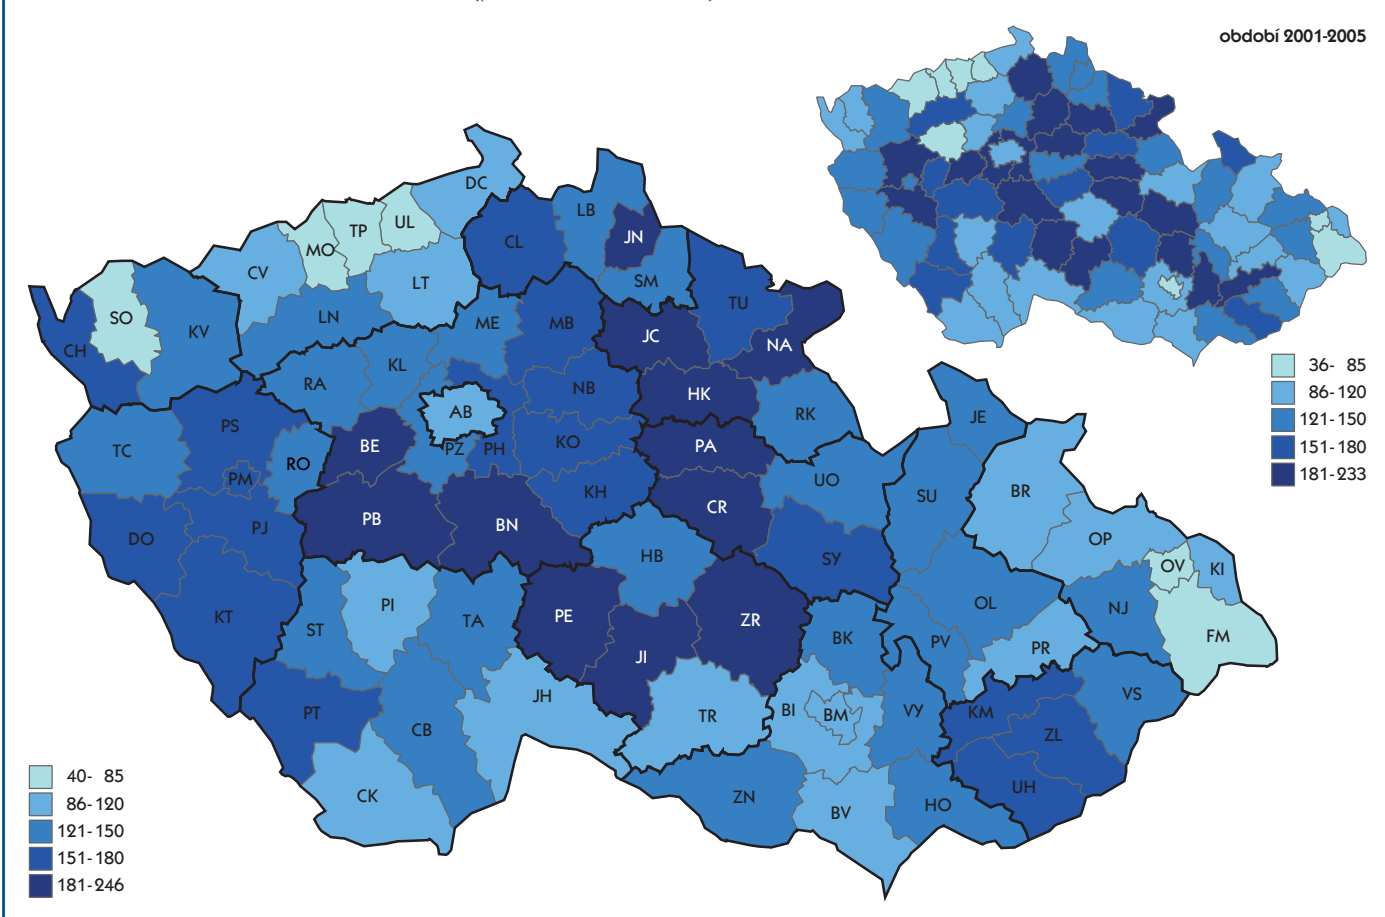 období 2001-2005
DC
LB
UL
TP
JN
MO
CL
CV
LT
SM
TU
SO
LN
ME
MB
KV
JC
NA
CH
KL
RA
NB
HK
AB
RK
PS
BE
KO
PA
JE
TC
RO
PZ
PH
PM
UO
BR
KH
SU
PB
CR
BN
PJ
DO
HB
SY
OP
OV
KI
PI
OL
NJ
KT
ST
TA
PE
ZR
BK
PV
PR
FM
JI
JH
VS
PT
TR
BI
BM
VY
KM
CB
ZL
CK
ZN
BV
HO
UH
36- 85
86-120
121-150
151-180
181-233
40- 85
86-120
121-150
151-180
181-246